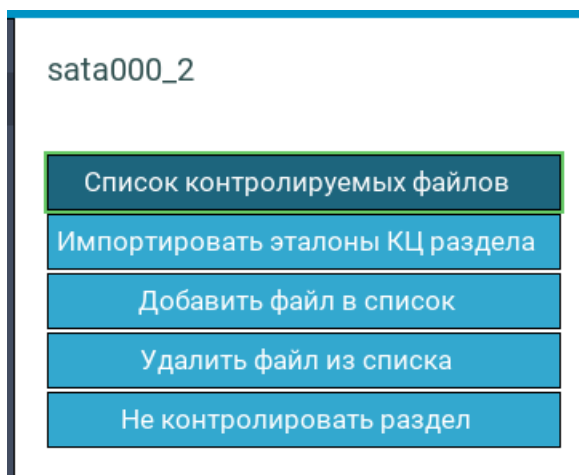 sata000_2
Список контролируемых файлов
Импортировать эталоны КЦ раздела
Добавить файл в список
Удалить файл из списка
Не контролировать раздел